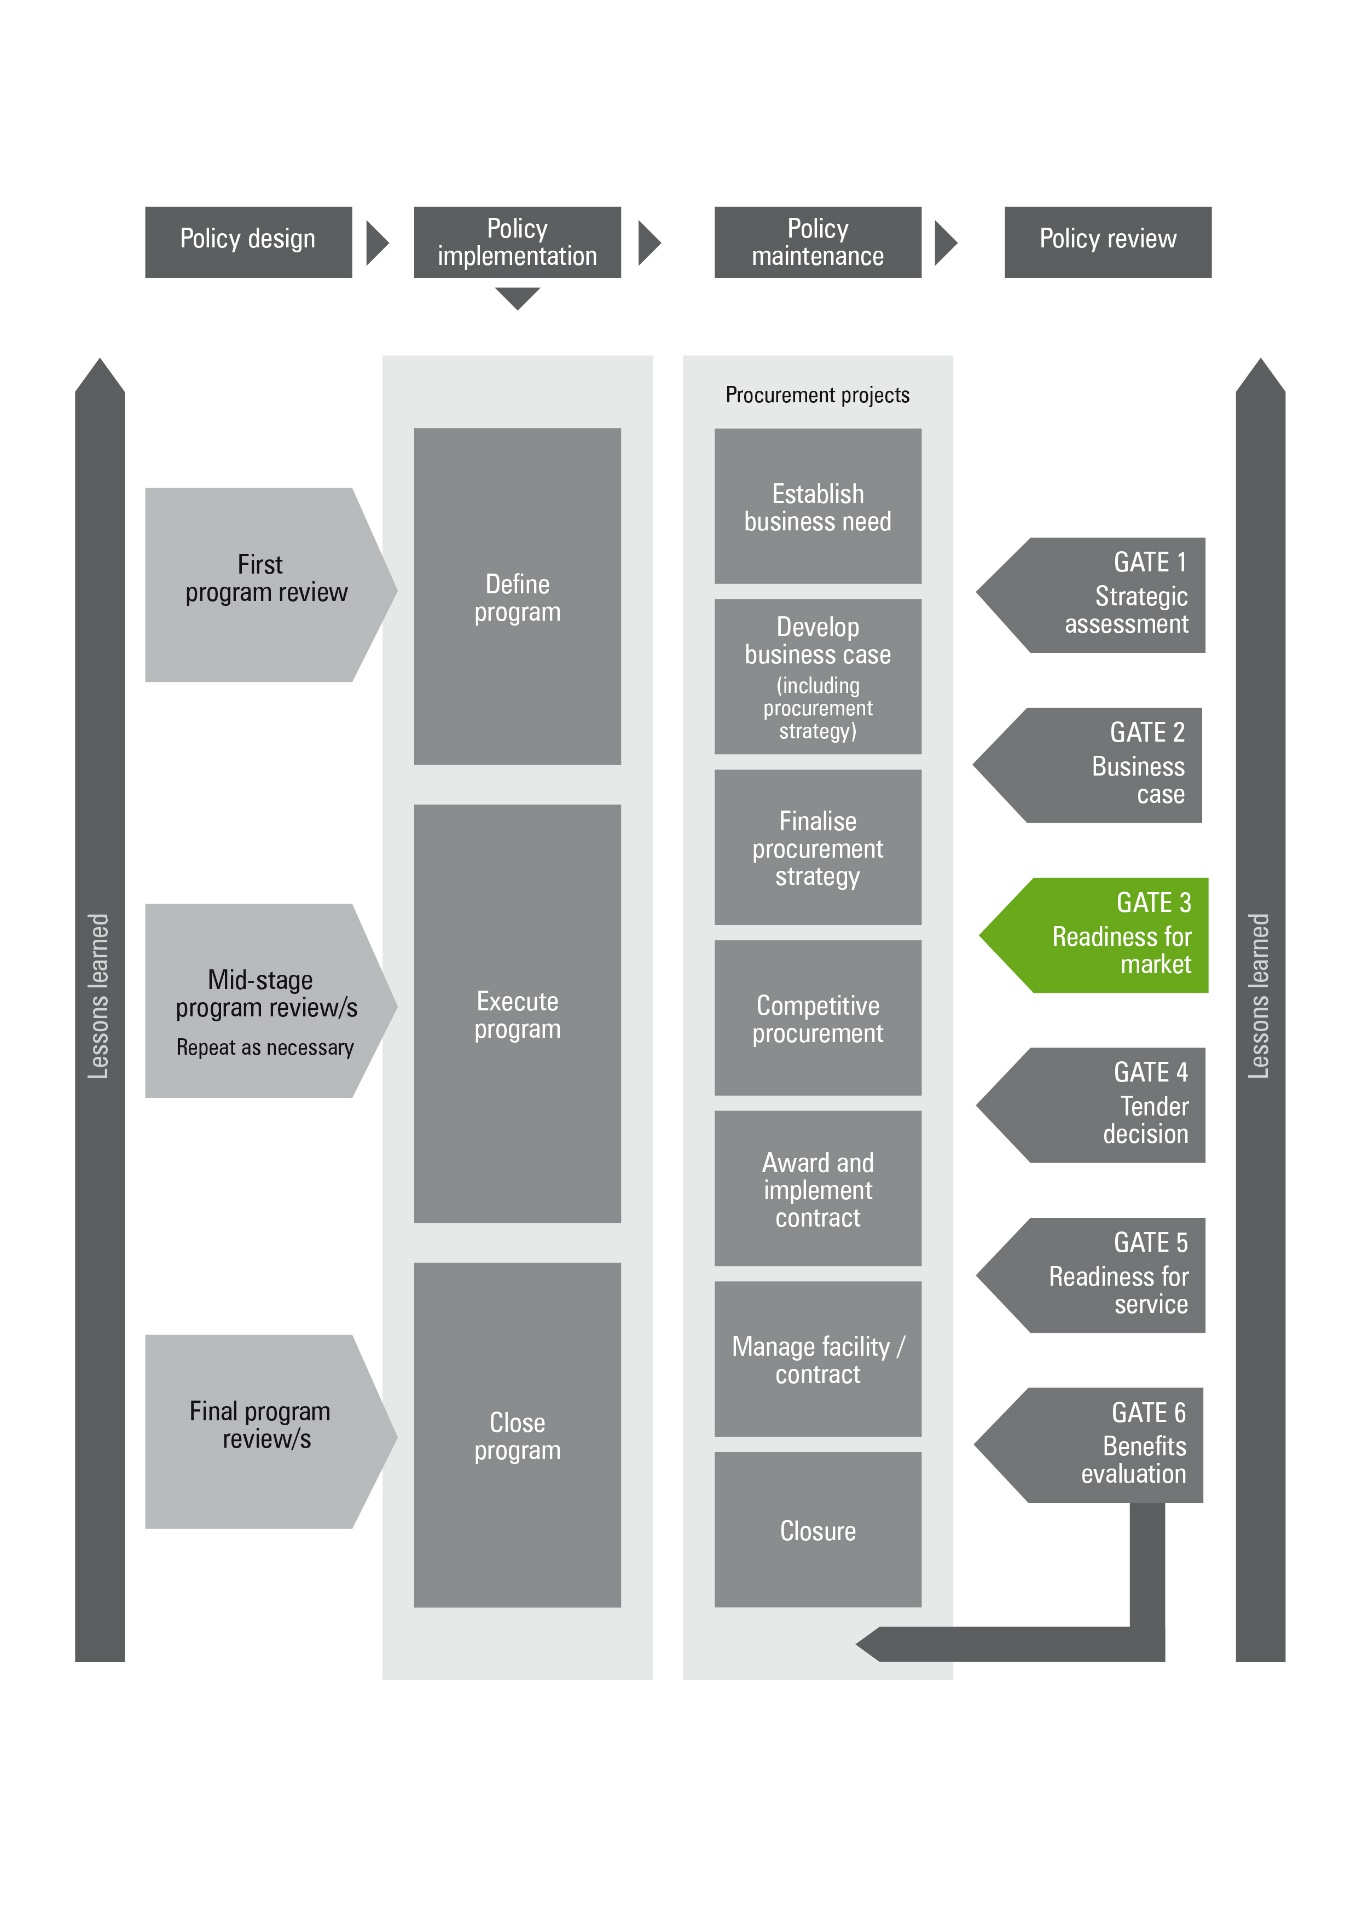 Policy design
Policy
implementation
Policy
maintenance
Policy review
Lessons learned
First
program review
Mid-stage
program review/s
Repeat as necessary
Final program
review/s
Define
program
Execute
program
Close
program
Procurement projects
Establish
business need
Develop
business case
(including
procurement
strategy)
Finalise
procurement
strategy
Competitive
procurement
Award and
implement
contract
Manage facility /
contract
Closure
GATE 1
Strategic
assessment
GATE 2
Business
case
GATE 3
Readiness for
market
GATE 4
Tender
decision
GATE 5
Readiness for
service
GATE 6
Benefits
evaluation
Lessons learned